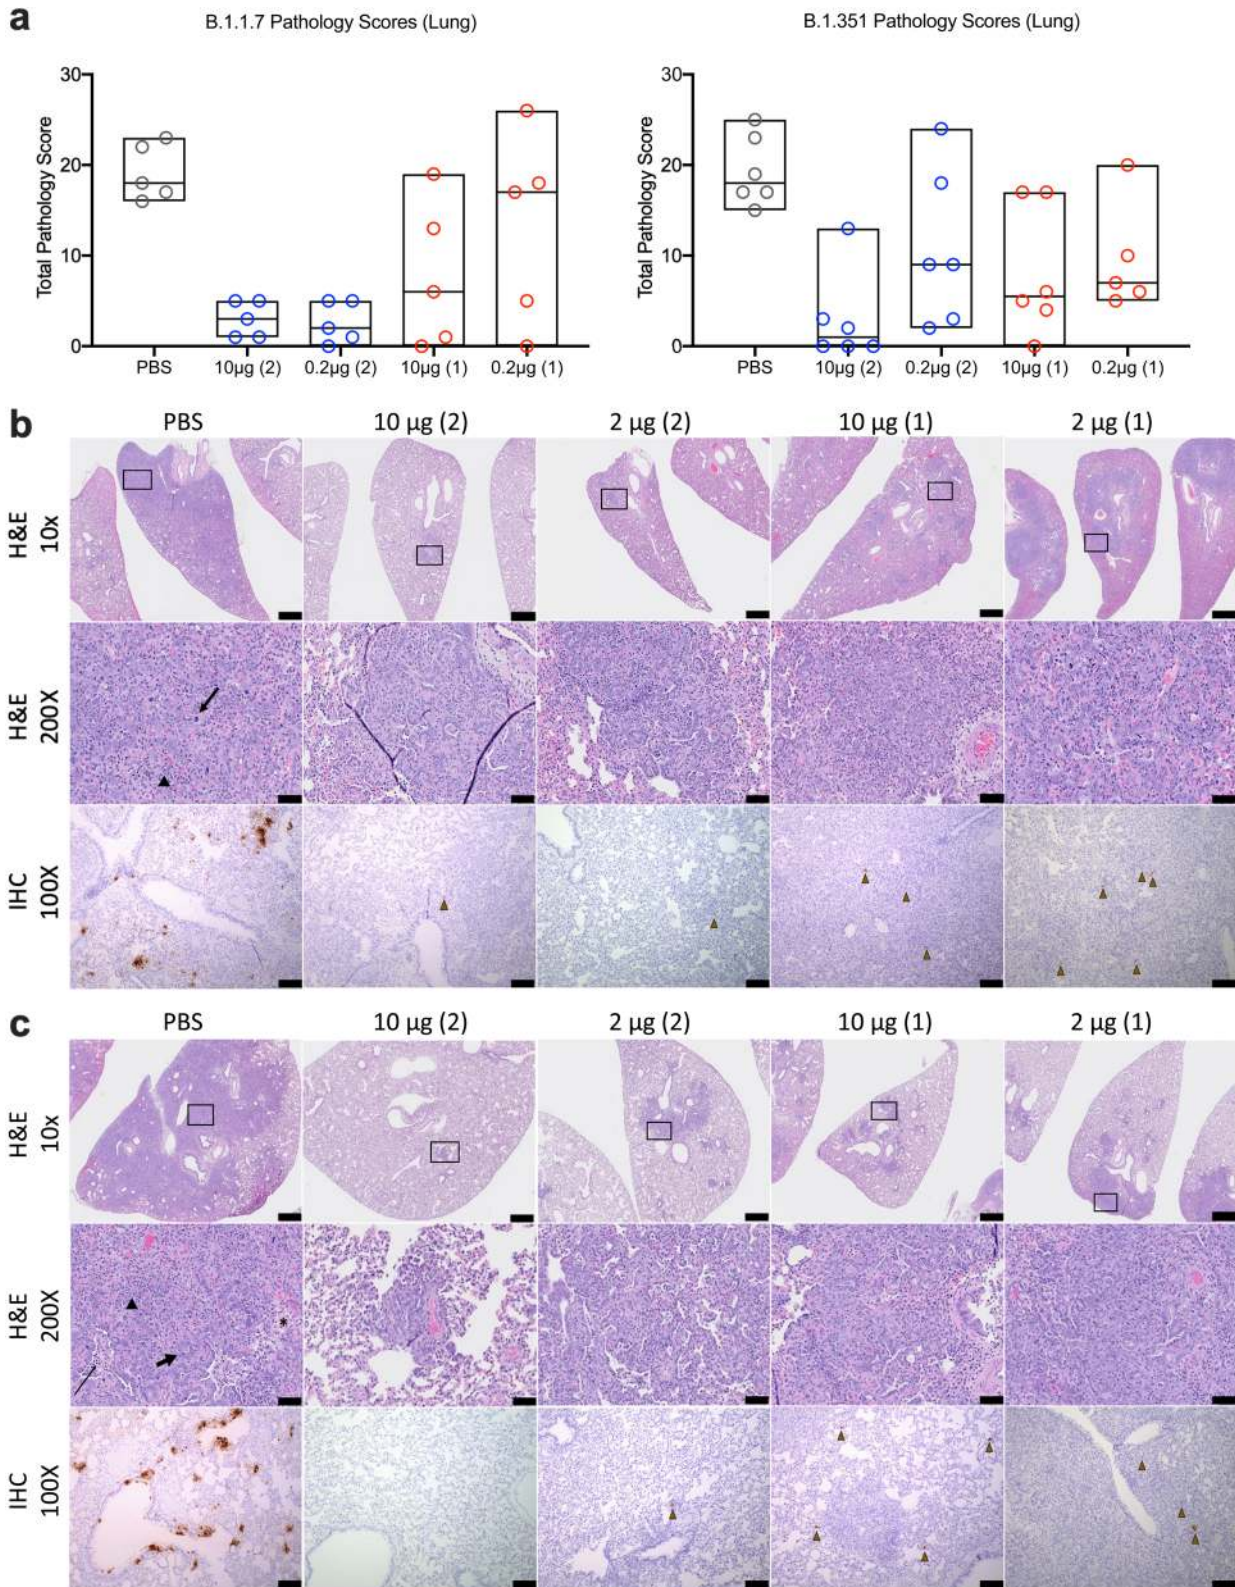 a
B.1.1.7 Pathology Scores (Lung)
B.1.351 Pathology Scores (Lung)
Total Pathology Score
30
20
10
0
PBS 10µg (2) 0.2µg (2) 10µg (1) 0.2µg (1)
Total Pathology Score
30
20
10
0
PBS 10µg (2) 0.2µg (2) 10µg (1) 0.2µg (1)
b
PBS 10 µg (2) 2 µg (2) 10 µg (1) 2 µg (1)
H&E
10x
H&E
200X
IHC
100X
c
PBS 10 µg (2) 2 µg (2) 10 µg (1) 2 µg (1)
H&E
10x
H&E
200X
*
IHC
100X